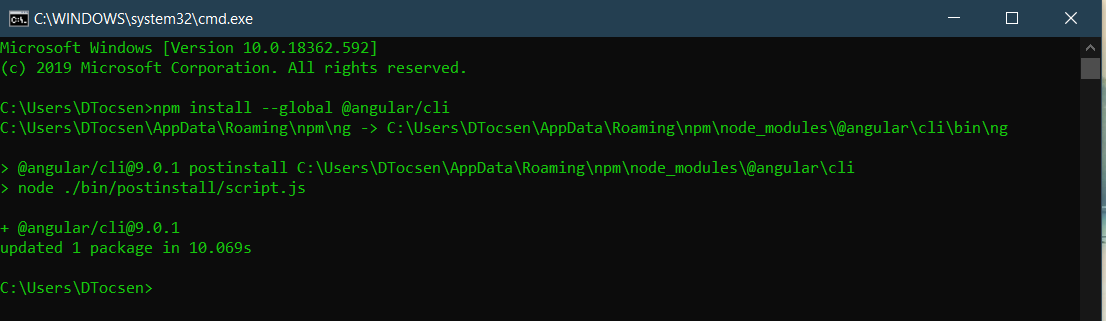 C:\WINDOWS\system32\cmd.exe
Microsoft Windows [Version 10.0.18362.592]
(c) 2019 Microsoft Corporation. All rights reserved.
C:\Users\DTocsen>npm install --global @angular/cli
C:\Users\DTocsen\AppData\Roaming\npm\ng -> C:\Users\DTocsen\AppData\Roaming\npm\node_modules\@angular\cli\bin\ng
> @angular/cli@9.0.1 postinstall C:\Users\DTocsen\AppData\Roaming\npm\node_modules\@angular\cli
> node ./bin/postinstall/script.js
+ @angular/cli@9.0.1
updated 1 package in 10.069s
C:\Users\DTocsen>